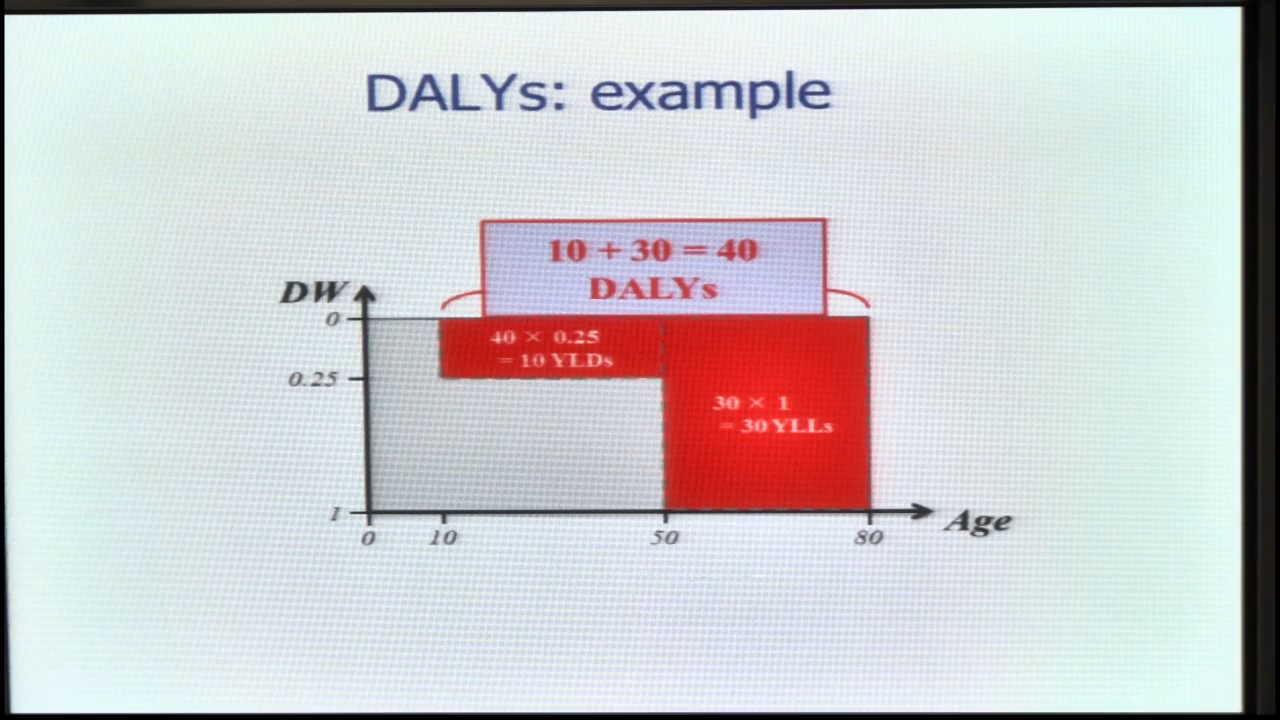 DALYs: example
10 + 30 = 40
DALYs
DW
0
40 × 0.25
= 10 YLDs
0.25
30 × 1
= 30 YLLs
1
0
10
50
80
Age